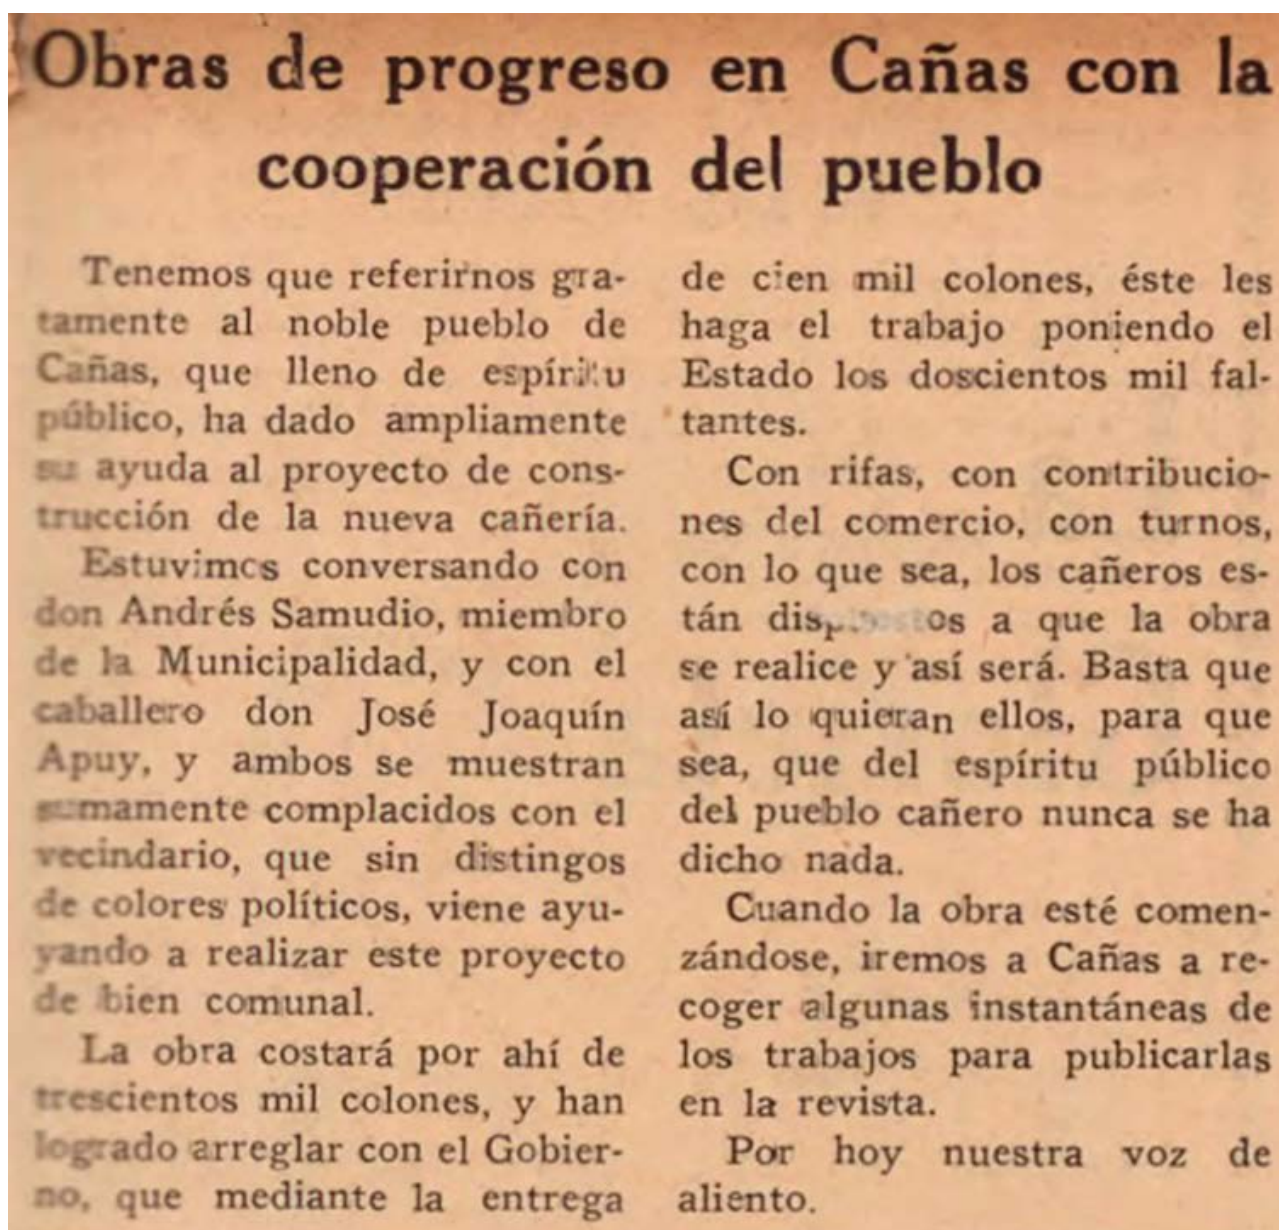 Obras de progreso en Cañas con la
cooperación del pueblo
Tenemos que referirnos gra-
tamente al noble pueblo de
Cañas, que lleno de espíritu
público, ha dado ampliamente
su ayuda al proyecto de cons-
trucción de la nueva cañería.
Estuvimos conversando con
don Andrés Samudio, miembro
de la Municipalidad, y con el
caballero don José Joaquín
Apuy, y ambos se muestran
sumamente complacidos con el
vecindario, que sin distingos
de colores políticos, viene ayu-
yando a realizar este proyecto
de bien comunal.
La obra costará por ahí de
trescientos mil colones, y han
logrado arreglar con el Gobier-
no, que mediante la entrega
de cien mil colones, éste les
haga el trabajo poniendo el
Estado los doscientos mil fal-
tantes.
Con rifas, con contribucio-
nes del comercio, con turnos,
con lo que sea, los cañeros es-
tán dispuestos a que la obra
se realice y así será. Basta que
así lo quieran ellos, para que
sea, que del espíritu público
del pueblo cañero nunca se ha
dicho nada.
Cuando la obra esté comen-
zándose, iremos a Cañas a re-
coger algunas instantáneas de
los trabajos para publicarlas
en la revista.
Por hoy nuestra voz de
aliento.